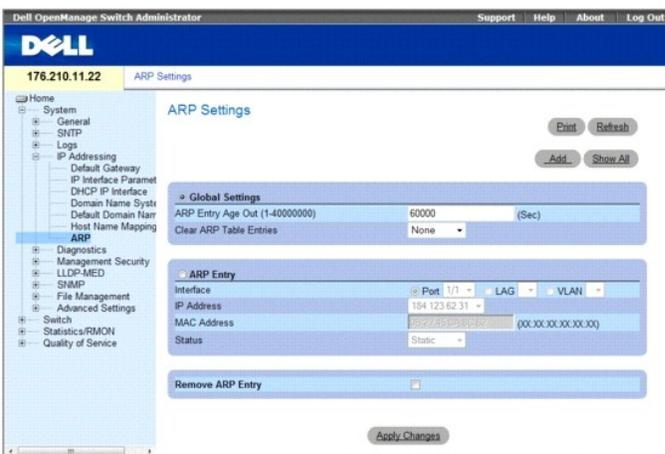 Dell OpenManage Switch Administrator
Support Help About Log Out
DELL
176.210.11.22
ARP Settings
Home
System
General
SNTP
Logs
IP Addressing
Default Gateway
IP Interface Paramet
DHCP IP Interface
Domain Name Syste
Default Domain Nam
Host Name Mapping
ARP
Diagnostics
Management Security
LLDP-MED
SNMP
File Management
Advanced Settings
Switch
Statistics/RMON
Quality of Service
ARP Settings
Print Refresh
Add Show All
Global Settings
ARP Entry Age Out (1-40000000) 60000 (Sec)
Clear ARP Table Entries None
ARP Entry
Interface Port 1/1 LAG VLAN
IP Address 184 123 62 31
MAC Address (XX:XX:XX:XX:XX:XX)
Status Static
Remove ARP Entry
Apply Changes